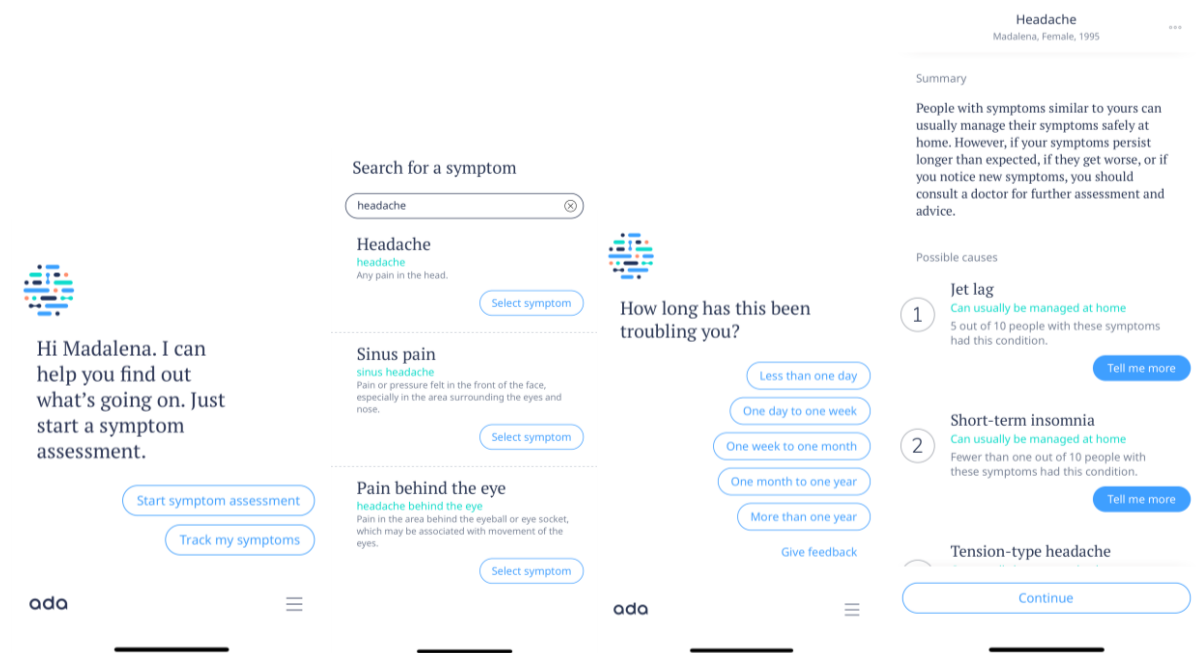 Hi Madalena. I can
help you find out
what's going on. Just
start a symptom
assessment.
Start symptom assessment
Track my symptoms
ada
Search for a symptom
headache
Headache
headache
Any pain in the head.
Select symptom
Sinus pain
sinus headache
Pain or pressure felt in the front of the face,
especially in the area surrounding the eyes and
nose.
Select symptom
Pain behind the eye
headache behind the eye
Pain in the area behind the eyeball or eye socket,
which may be associated with movement of the
eyes.
Select symptom
How long has this been
troubling you?
Less than one day
One day to one week
One week to one month
One month to one year
More than one year
Give feedback
ada
Headache
Madalena, Female, 1995
Summary
People with symptoms similar to yours can
usually manage their symptoms safely at
home. However, if your symptoms persist
longer than expected, if they get worse, or if
you notice new symptoms, you should
consult a doctor for further assessment and
advice.
Possible causes
1
Jet lag
Can usually be managed at home
5 out of 10 people with these symptoms
had this condition.
Tell me more
2
Short-term insomnia
Can usually be managed at home
Fewer than one out of 10 people with
these symptoms had this condition.
Tell me more
Tension-type headache
Continue